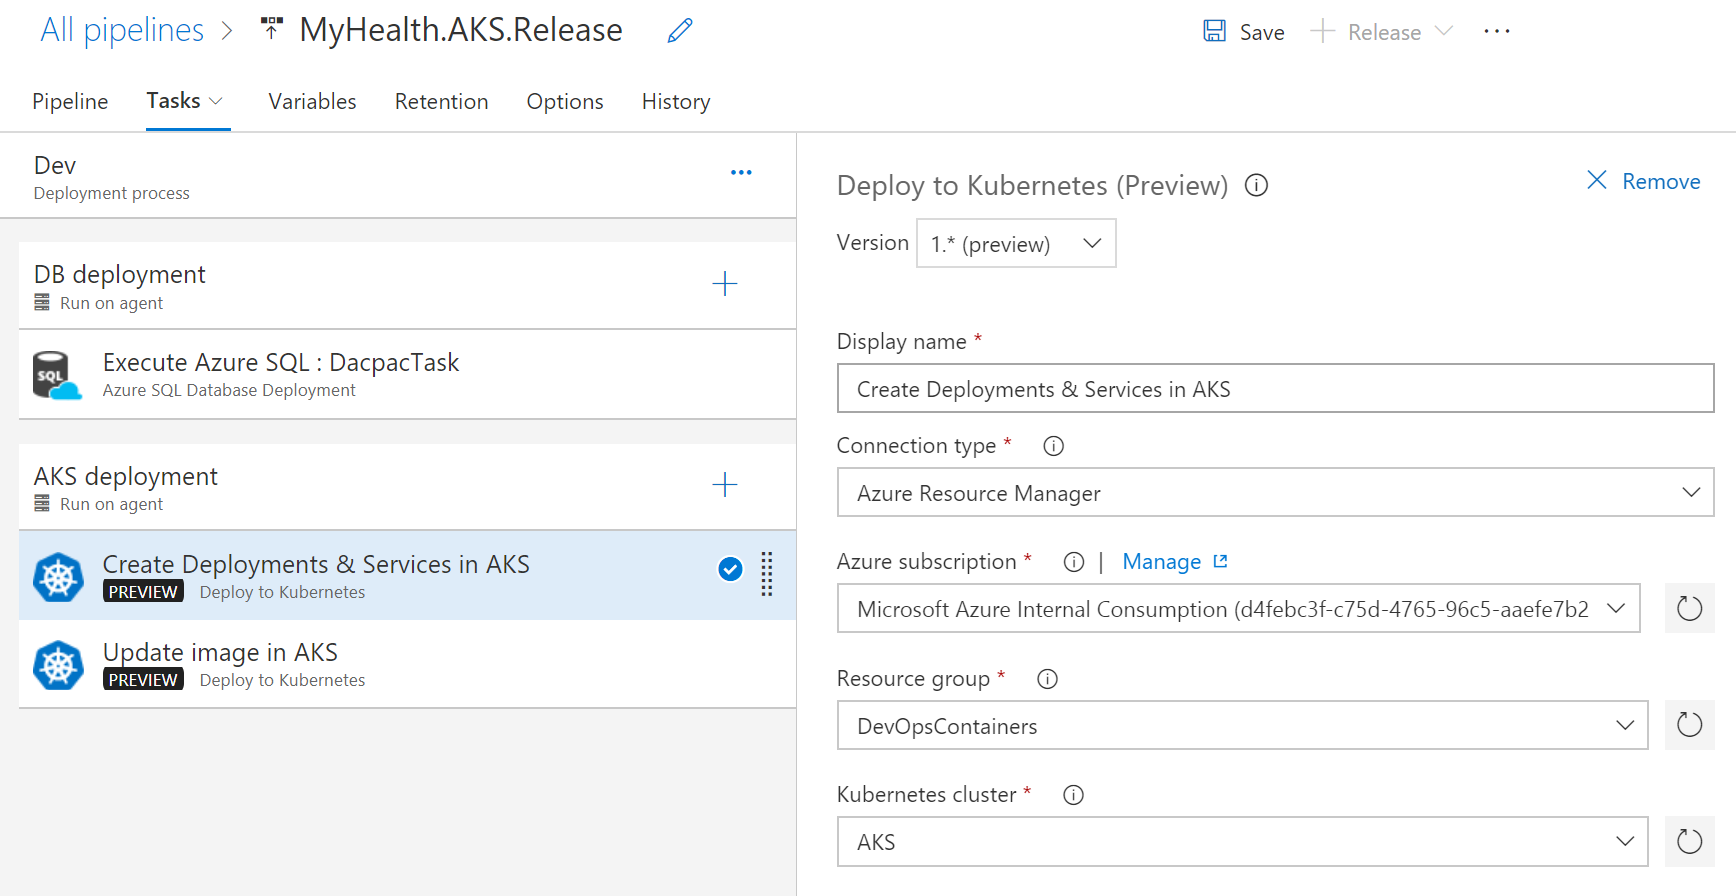 All pipelines > MyHealth.AKS.Release
Save
Release
Pipeline Tasks Variables Retention Options History
Dev
Deployment process
DB deployment
Run on agent
SQL
Execute Azure SQL : DacpacTask
Azure SQL Database Deployment
AKS deployment
Run on agent
Create Deployments & Services in AKS
PREVIEW Deploy to Kubernetes
Update image in AKS
PREVIEW Deploy to Kubernetes
Deploy to Kubernetes (Preview)
Remove
Version 1.* (preview)
Display name *
Create Deployments & Services in AKS
Connection type *
Azure Resource Manager
Azure subscription * | Manage
Microsoft Azure Internal Consumption (d4febc3f-c75d-4765-96c5-aaefe7b2
Resource group *
DevOpsContainers
Kubernetes cluster *
AKS